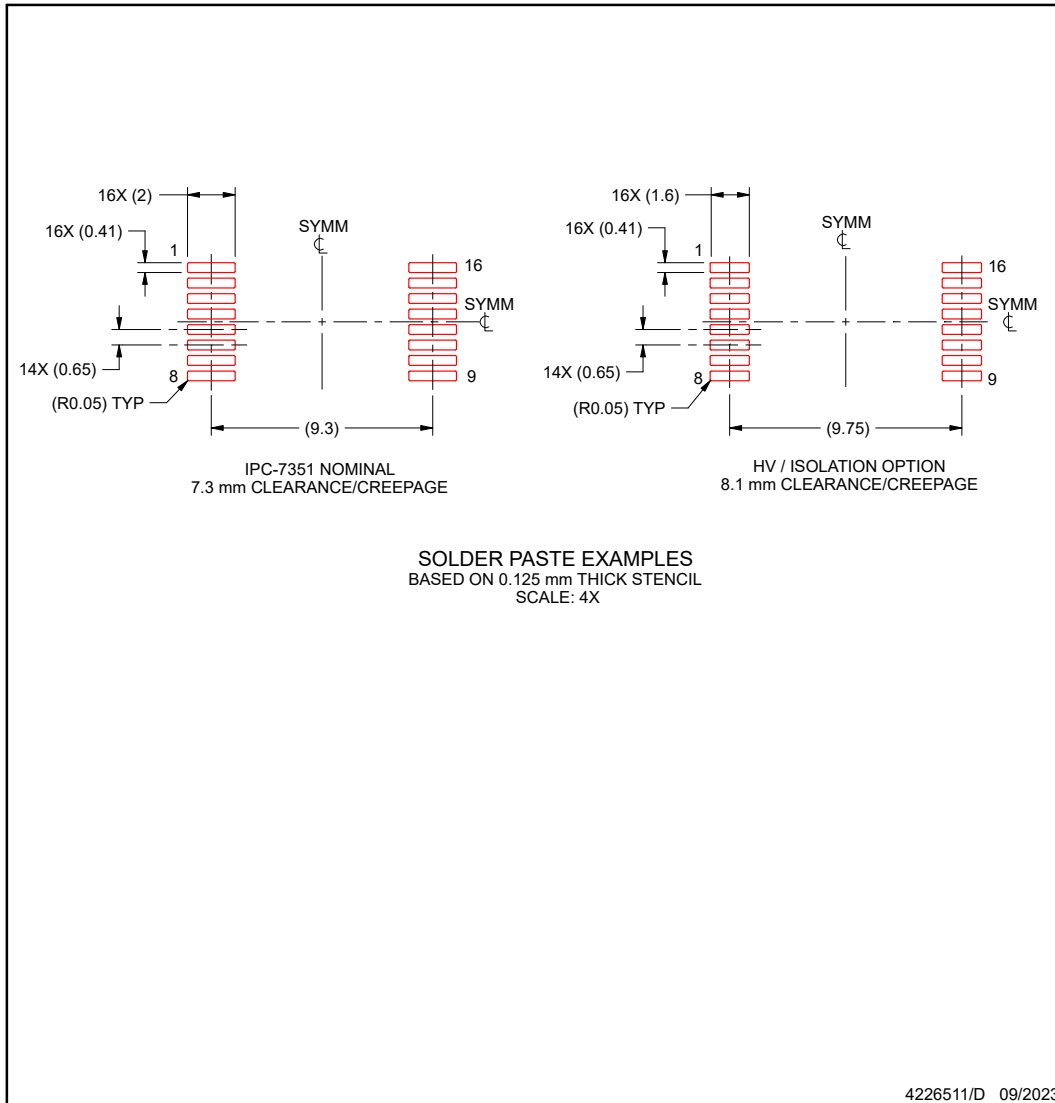 16X (2)
16X (0.41)
1
SYMM
℄
16
SYMM
℄
14X (0.65)
8
9
(R0.05) TYP
(9.3)
IPC-7351 NOMINAL
7.3 mm CLEARANCE/CREEPAGE
16X (1.6)
16X (0.41)
1
SYMM
℄
16
SYMM
℄
14X (0.65)
8
9
(R0.05) TYP
(9.75)
HV / ISOLATION OPTION
8.1 mm CLEARANCE/CREEPAGE
SOLDER PASTE EXAMPLES
BASED ON 0.125 mm THICK STENCIL
SCALE: 4X
4226511/D 09/2023